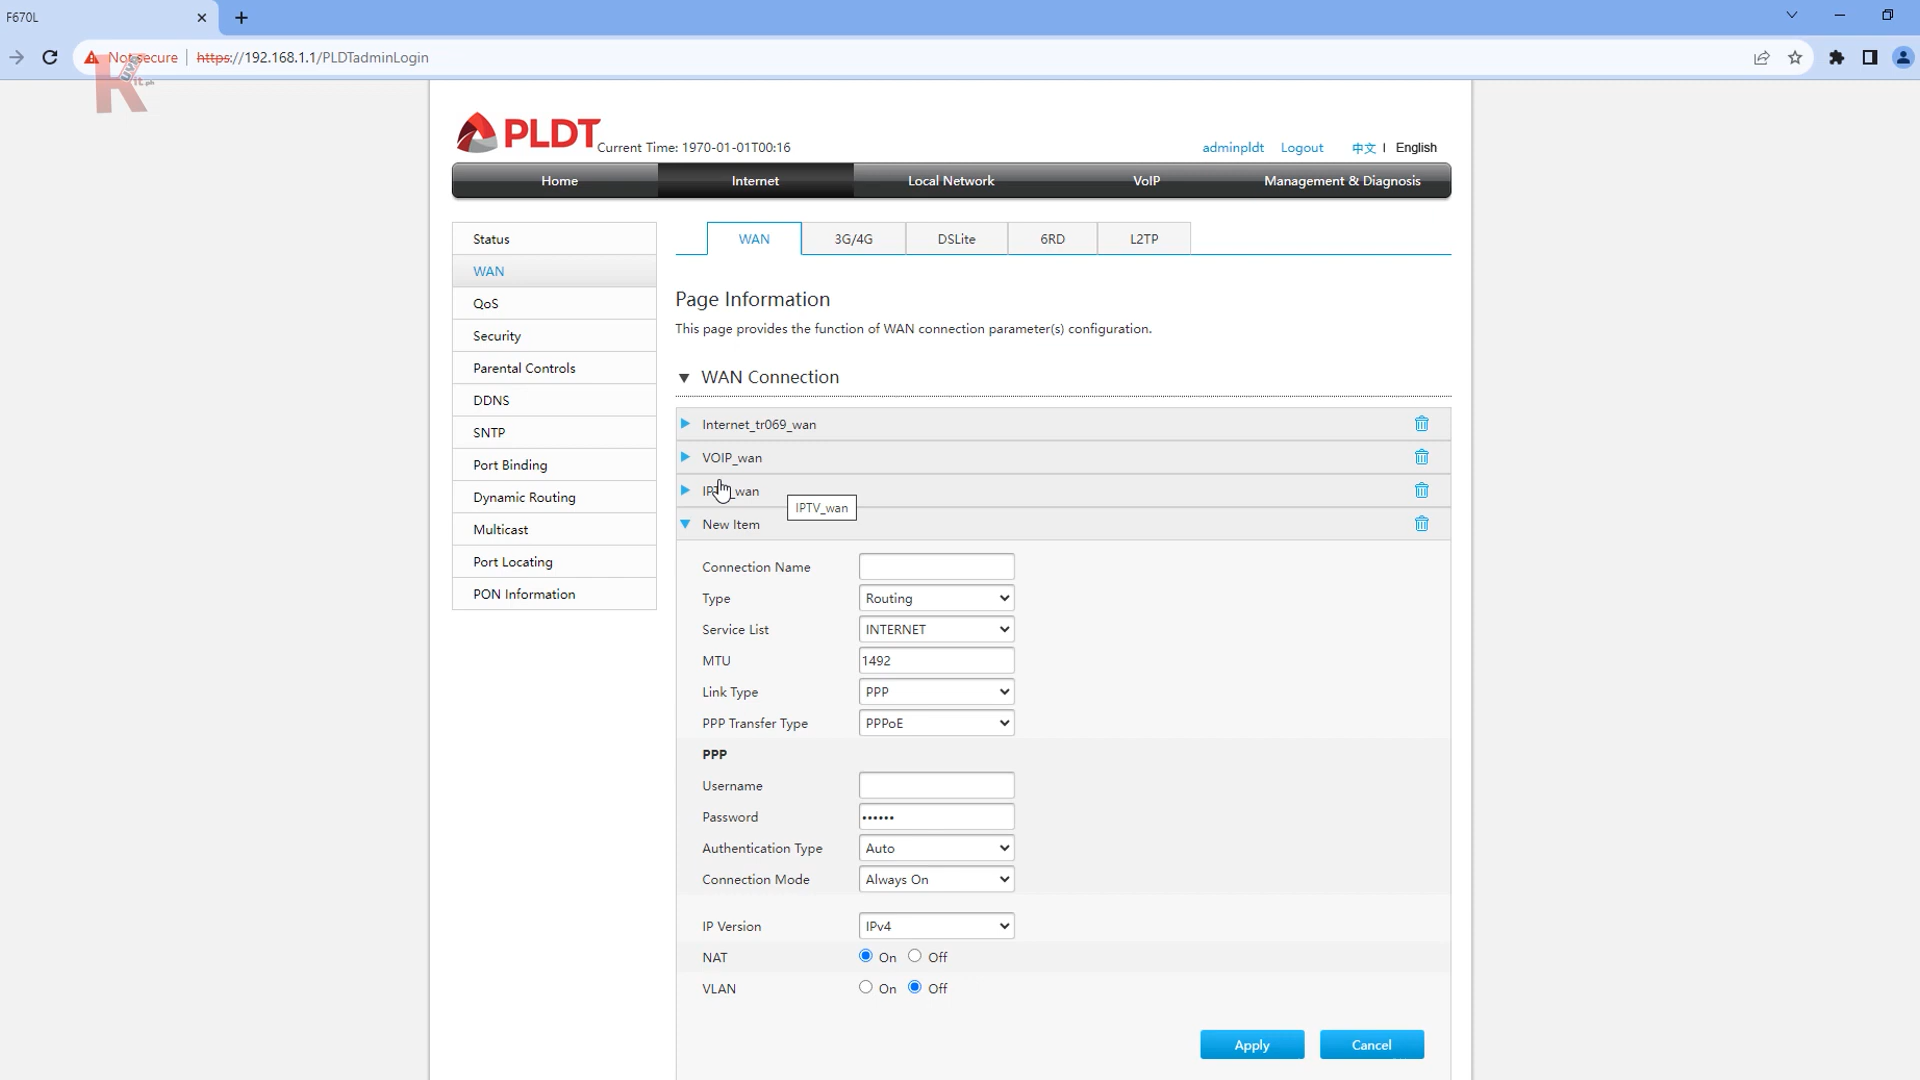 F670L
Not secure | https://192.168.1.1/PLDTadminLogin
PLDT
Current Time: 1970-01-01T00:16
adminpldt Logout 中文 | English
Home Internet Local Network VoIP Management & Diagnosis
Status
WAN
QoS
Security
Parental Controls
DDNS
SNTP
Port Binding
Dynamic Routing
Multicast
Port Locating
PON Information
WAN 3G/4G DSLite 6RD L2TP
Page Information
This page provides the function of WAN connection parameter(s) configuration.
WAN Connection
Internet_tr069_wan
VOIP_wan
IPTV_wan
IPTV_wan
New Item
Connection Name
Type Routing
Service List INTERNET
MTU 1492
Link Type PPP
PPP Transfer Type PPPoE
PPP
Username
Password ••••••
Authentication Type Auto
Connection Mode Always On
IP Version IPv4
NAT On Off
VLAN On Off
Apply Cancel